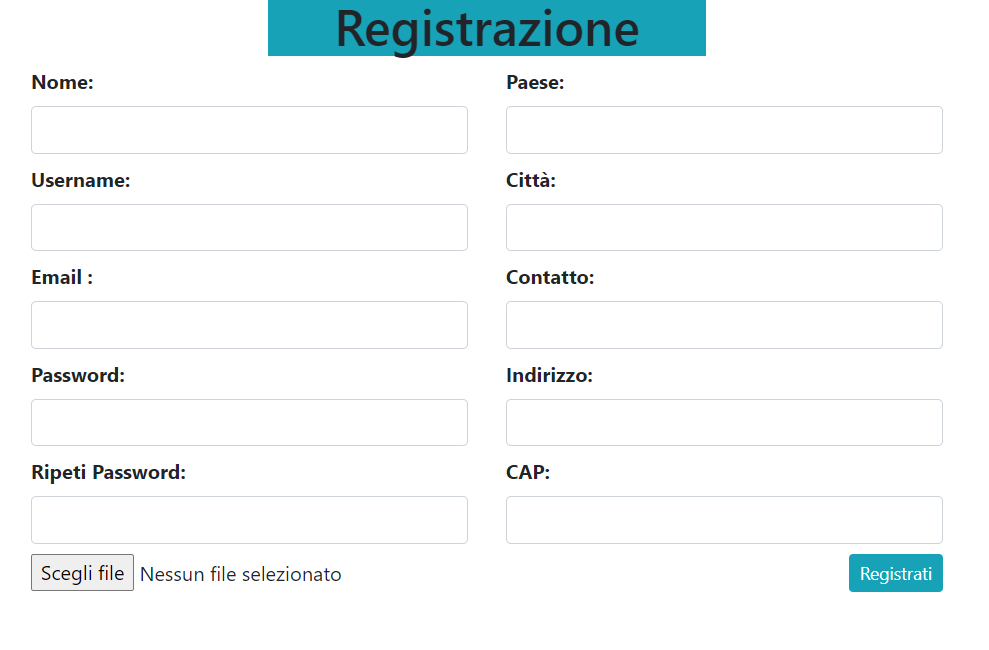 Registrazione
Nome:
Paese:
Username:
Città:
Email :
Contatto:
Password:
Indirizzo:
Ripeti Password:
CAP:
Scegli file Nessun file selezionato
Registrati